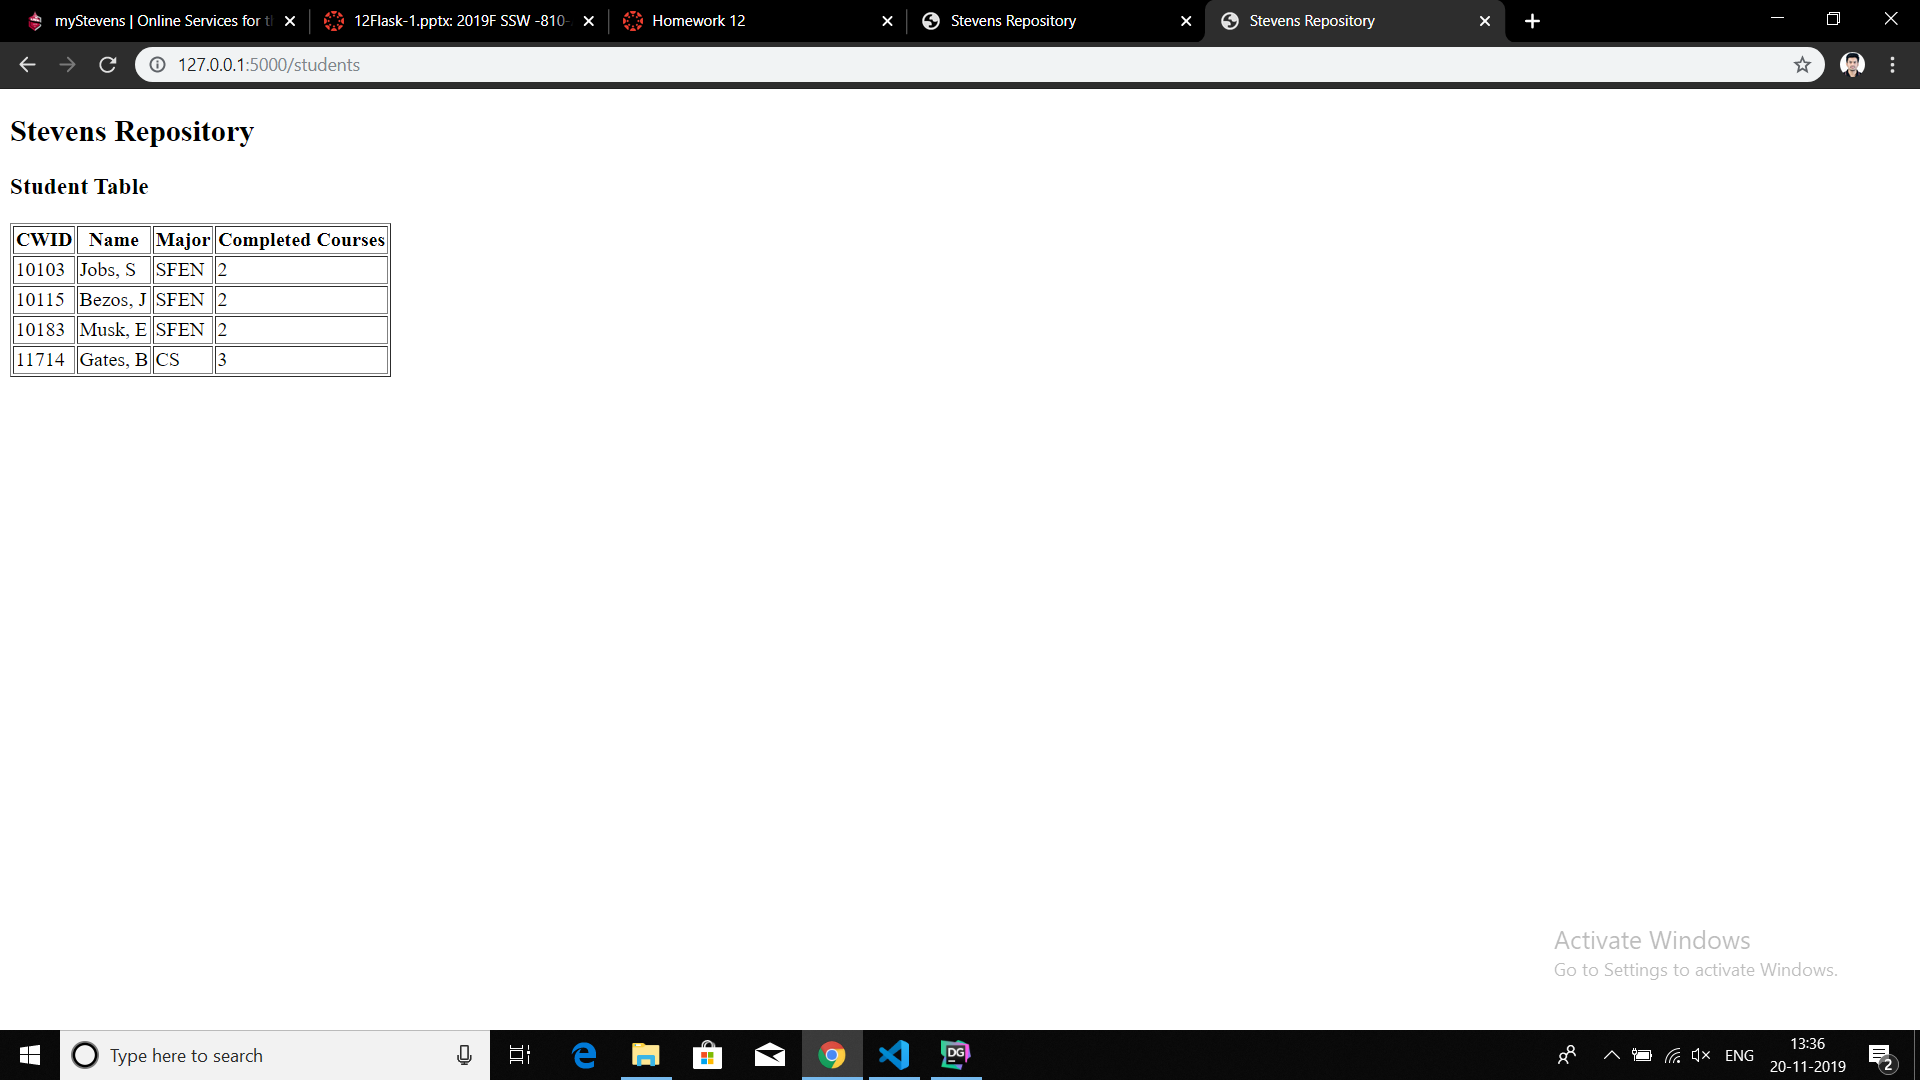 myStevens | Online Services for t
12Flask-1.pptx: 2019F SSW -810-
Homework 12
Stevens Repository
Stevens Repository
127.0.0.1:5000/students
Stevens Repository
Student Table
CWID Name Major Completed Courses
10103 Jobs, S SFEN 2
10115 Bezos, J SFEN 2
10183 Musk, E SFEN 2
11714 Gates, B CS 3
Activate Windows
Go to Settings to activate Windows.
Type here to search
DG
ENG
13:36
20-11-2019
2